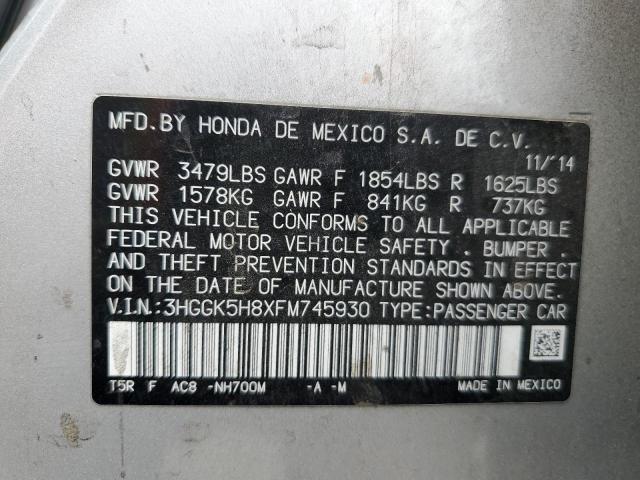 MFD. BY HONDA DE MEXICO S.A. DE C.V.
11/'14
GVWR 3479LBS GAWR F 1854LBS R 1625LBS
GVWR 1578KG GAWR F 841KG R 737KG
THIS VEHICLE CONFORMS TO ALL APPLICABLE
FEDERAL MOTOR VEHICLE SAFETY . BUMPER .
AND THEFT PREVENTION STANDARDS IN EFFECT
ON THE DATE OF MANUFACTURE SHOWN ABOVE.
V.I.N.:3HGGK5H8XFM745930 TYPE:PASSENGER CAR
T5R F AC8 -NH700M -A -M MADE IN MEXICO